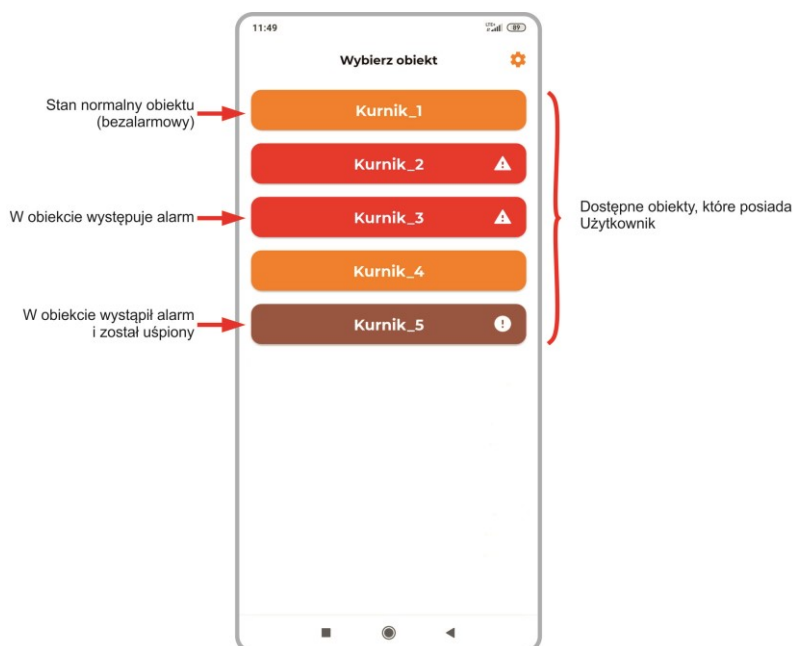 11:49
LTE+
89
Wybierz obiekt
Stan normalny obiektu
(bezalarmowy)
Kurnik_1
Kurnik_2
W obiekcie występuje alarm
Kurnik_3
Dostępne obiekty, które posiada
Użytkownik
Kurnik_4
W obiekcie wystąpił alarm
i został uśpiony
Kurnik_5